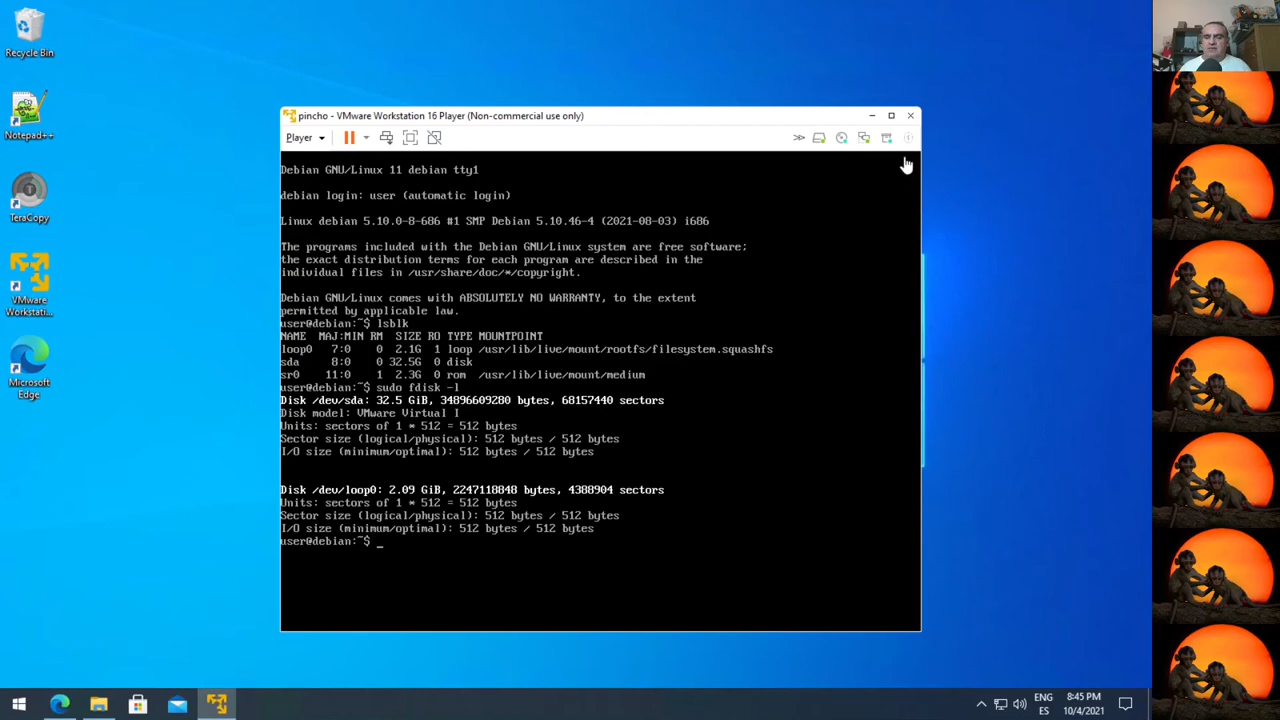 Recycle Bin
Notepad++
TeraCopy
VMware
Workstati...
Microsoft
Edge
pincho - VMware Workstation 16 Player (Non-commercial use only)
Player
Debian GNU/Linux 11 debian tty1
debian login: user (automatic login)
Linux debian 5.10.0-8-686 #1 SMP Debian 5.10.46-4 (2021-08-03) i686
The programs included with the Debian GNU/Linux system are free software;
the exact distribution terms for each program are described in the
individual files in /usr/share/doc/*/copyright.
Debian GNU/Linux comes with ABSOLUTELY NO WARRANTY, to the extent
permitted by applicable law.
user@debian:~$ lsblk
NAME MAJ:MIN RM SIZE RO TYPE MOUNTPOINT
loop0 7:0 0 2.1G 1 loop /usr/lib/live/mount/rootfs/filesystem.squashfs
sda 8:0 0 32.5G 0 disk
sr0 11:0 1 2.3G 0 rom /usr/lib/live/mount/medium
user@debian:~$ sudo fdisk -l
Disk /dev/sda: 32.5 GiB, 34896609280 bytes, 68157440 sectors
Disk model: VMware Virtual I
Units: sectors of 1 * 512 = 512 bytes
Sector size (logical/physical): 512 bytes / 512 bytes
I/O size (minimum/optimal): 512 bytes / 512 bytes
Disk /dev/loop0: 2.09 GiB, 2247118848 bytes, 4388904 sectors
Units: sectors of 1 * 512 = 512 bytes
Sector size (logical/physical): 512 bytes / 512 bytes
I/O size (minimum/optimal): 512 bytes / 512 bytes
user@debian:~$ _
ENG
ES
8:45 PM
10/4/2021